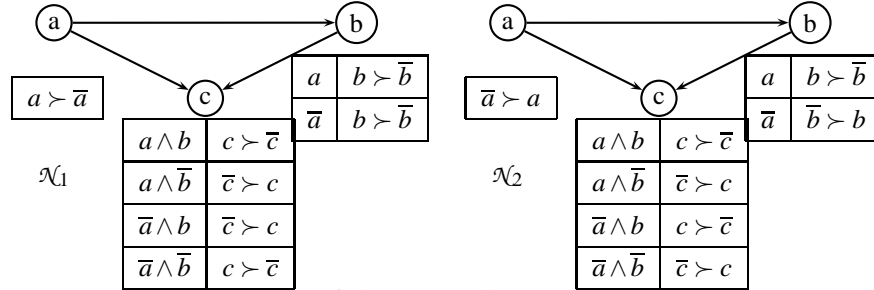 a b a b
c c
a ≻ a̅
a b ≻ b̅
a̅ b ≻ b̅
a̅ ≻ a
a b ≻ b̅
a̅ b̅ ≻ b
𝒩1
a ∧ b c ≻ c̅
a ∧ b̅ c̅ ≻ c
a̅ ∧ b c̅ ≻ c
a̅ ∧ b̅ c ≻ c̅
𝒩2
a ∧ b c ≻ c̅
a ∧ b̅ c̅ ≻ c
a̅ ∧ b c ≻ c̅
a̅ ∧ b̅ c̅ ≻ c